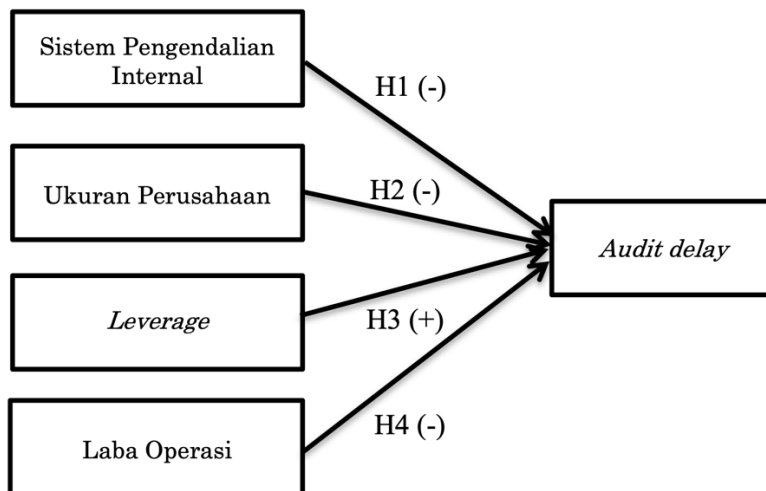 Sistem Pengendalian
Internal
H1 (-)
Ukuran Perusahaan
H2 (-)
Audit delay
Leverage
H3 (+)
Laba Operasi
H4 (-)